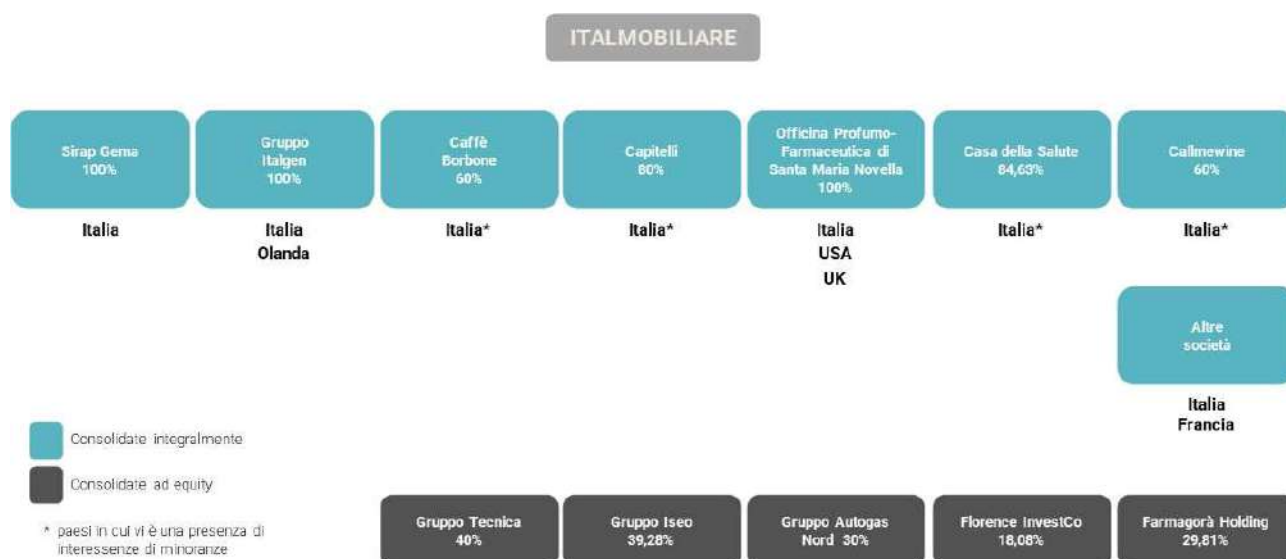 ITALMOBILIARE
Sirap Gema
100%
Gruppo
Italgen
100%
Caffè
Borbone
60%
Capitelli
80%
Officina Profumo-
Farmaceutica di
Santa Maria Novella
100%
Casa della Salute
84,63%
Callmewine
60%
Italia
Italia
Olanda
Italia*
Italia*
Italia
USA
UK
Italia*
Italia*
Altre
società
Italia
Francia
Consolidate integralmente
Consolidate ad equity
* paesi in cui vi è una presenza di
interessenze di minoranze
Gruppo Tecnica
40%
Gruppo Iseo
39,28%
Gruppo Autogas
Nord 30%
Florence InvestCo
18,08%
Farmagorà Holding
29,81%